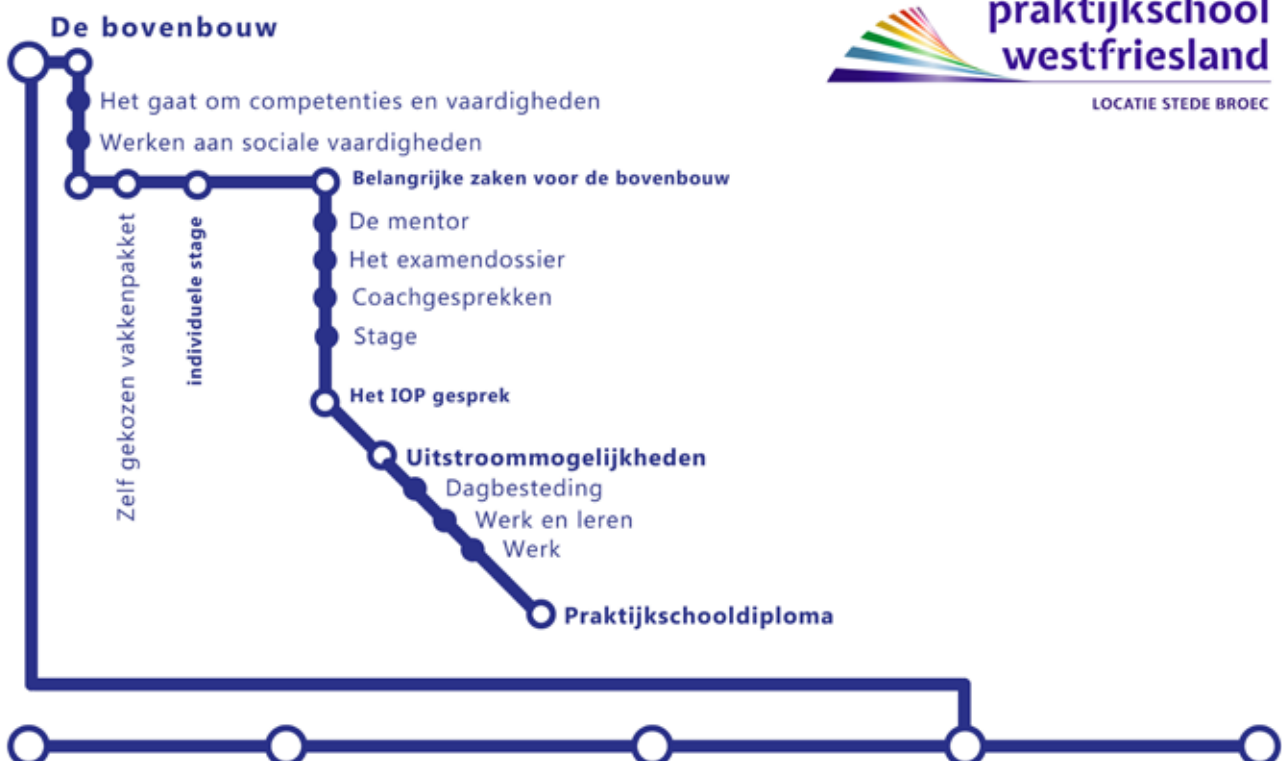 De bovenbouw
praktijkschool
westfriesland
LOCATIE STEDE BROEC
Het gaat om competenties en vaardigheden
Werken aan sociale vaardigheden
Zelf gekozen vakkenpakket
individuele stage
Belangrijke zaken voor de bovenbouw
De mentor
Het examendossier
Coachgesprekken
Stage
Het IOP gesprek
Uitstroommogelijkheden
Dagbesteding
Werk en leren
Werk
Praktijkschooldiploma